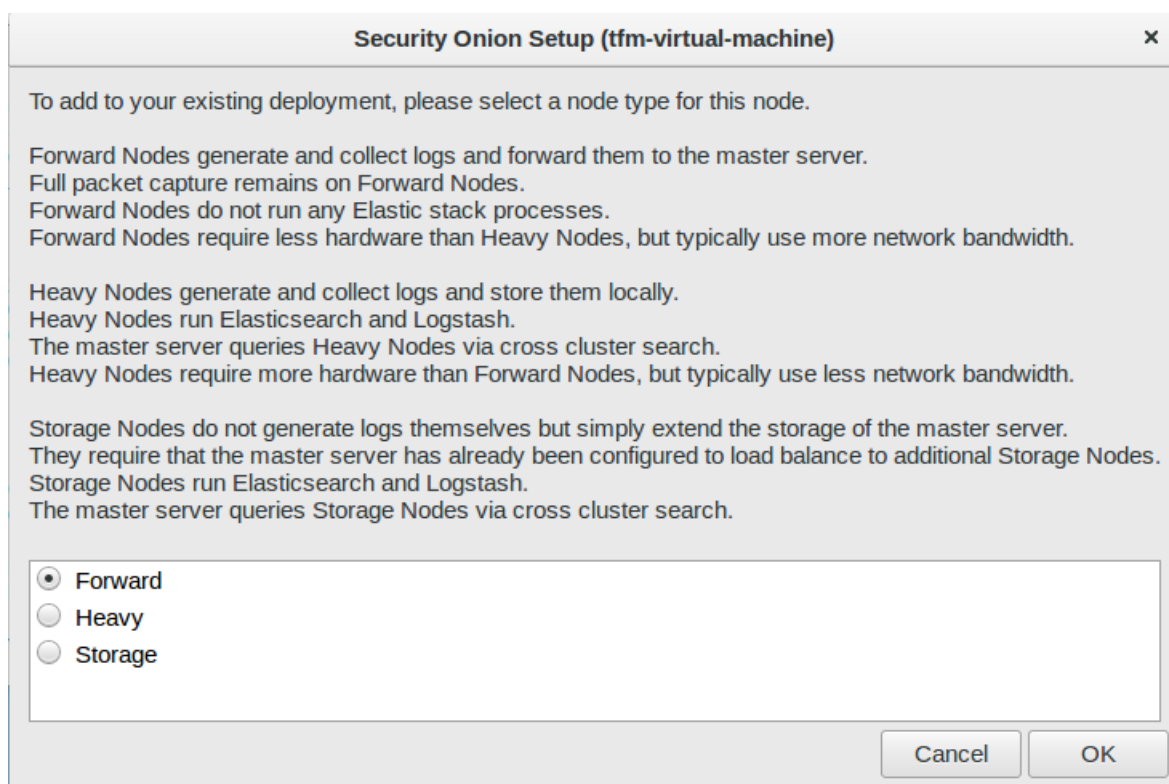 Security Onion Setup (tfm-virtual-machine)
To add to your existing deployment, please select a node type for this node.
Forward Nodes generate and collect logs and forward them to the master server.
Full packet capture remains on Forward Nodes.
Forward Nodes do not run any Elastic stack processes.
Forward Nodes require less hardware than Heavy Nodes, but typically use more network bandwidth.
Heavy Nodes generate and collect logs and store them locally.
Heavy Nodes run Elasticsearch and Logstash.
The master server queries Heavy Nodes via cross cluster search.
Heavy Nodes require more hardware than Forward Nodes, but typically use less network bandwidth.
Storage Nodes do not generate logs themselves but simply extend the storage of the master server.
They require that the master server has already been configured to load balance to additional Storage Nodes.
Storage Nodes run Elasticsearch and Logstash.
The master server queries Storage Nodes via cross cluster search.
Forward
Heavy
Storage
Cancel OK